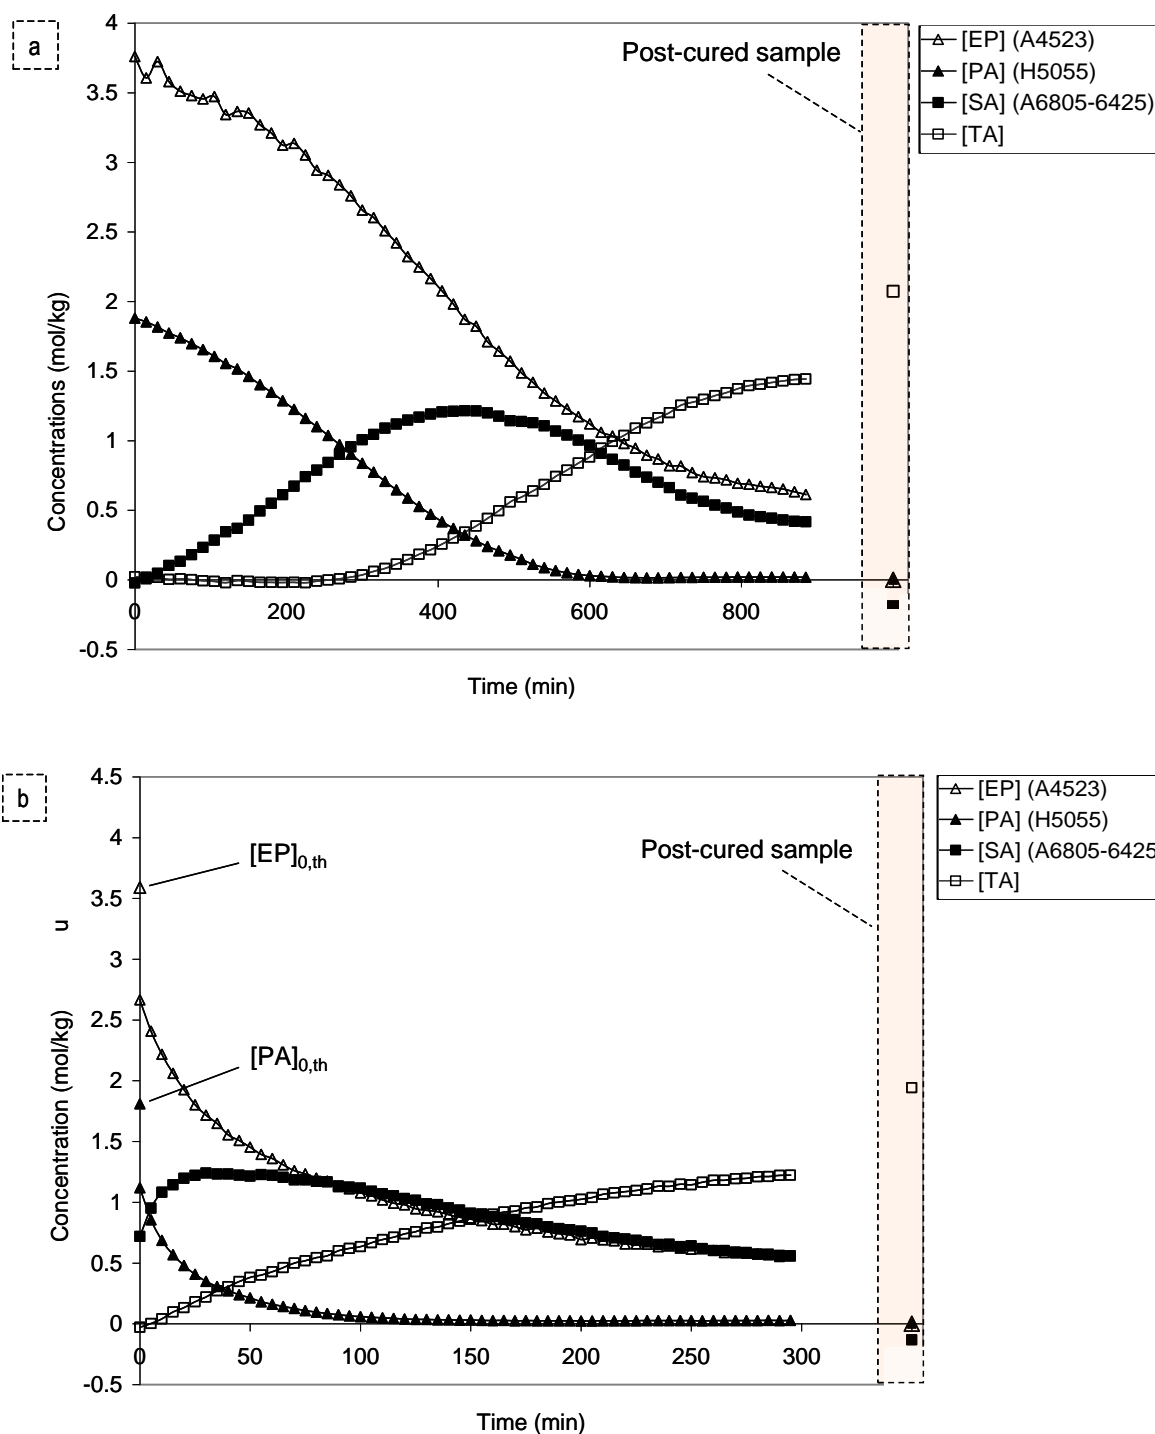 a
4
3.5
3
2.5
2
1.5
1
0.5
0
-0.5
Concentrations (mol/kg)
0 200 400 600 800
Time (min)
Post-cured sample
[EP] (A4523)
[PA] (H5055)
[SA] (A6805-6425)
[TA]
b
4.5
4
3.5
3
2.5
2
1.5
1
0.5
0
-0.5
Concentration (mol/kg) u
[EP]0,th
[PA]0,th
0 50 100 150 200 250 300
Time (min)
Post-cured sample
[EP] (A4523)
[PA] (H5055)
[SA] (A6805-6425
[TA]